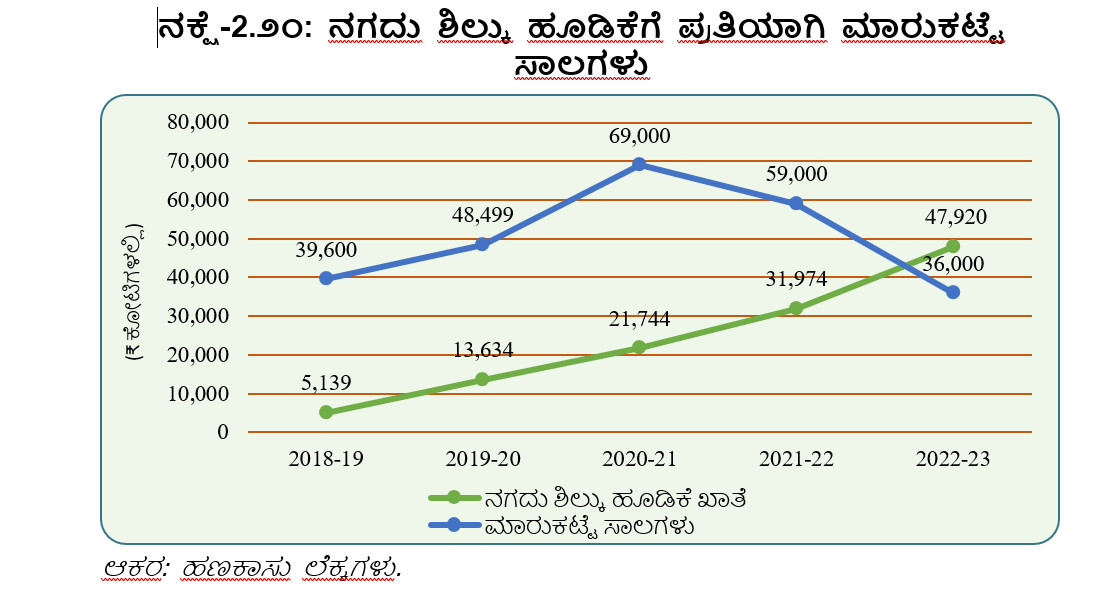 ನಕ್ಷೆ-2.೨೦: ನಗದು ಶಿಲ್ಕು ಹೂಡಿಕೆಗೆ ಪ್ರತಿಯಾಗಿ ಮಾರುಕಟ್ಟೆ
ಸಾಲಗಳು
(₹ ಕೋಟಿಗಳಲ್ಲಿ)
80,000
70,000
60,000
50,000
40,000
30,000
20,000
10,000
0
69,000
59,000
48,499
47,920
39,600
36,000
31,974
21,744
13,634
5,139
2018-19 2019-20 2020-21 2021-22 2022-23
ನಗದು ಶಿಲ್ಕು ಹೂಡಿಕೆ ಖಾತೆ
ಮಾರುಕಟ್ಟೆ ಸಾಲಗಳು
ಆಕರ: ಹಣಕಾಸು ಲೆಕ್ಕಗಳು.